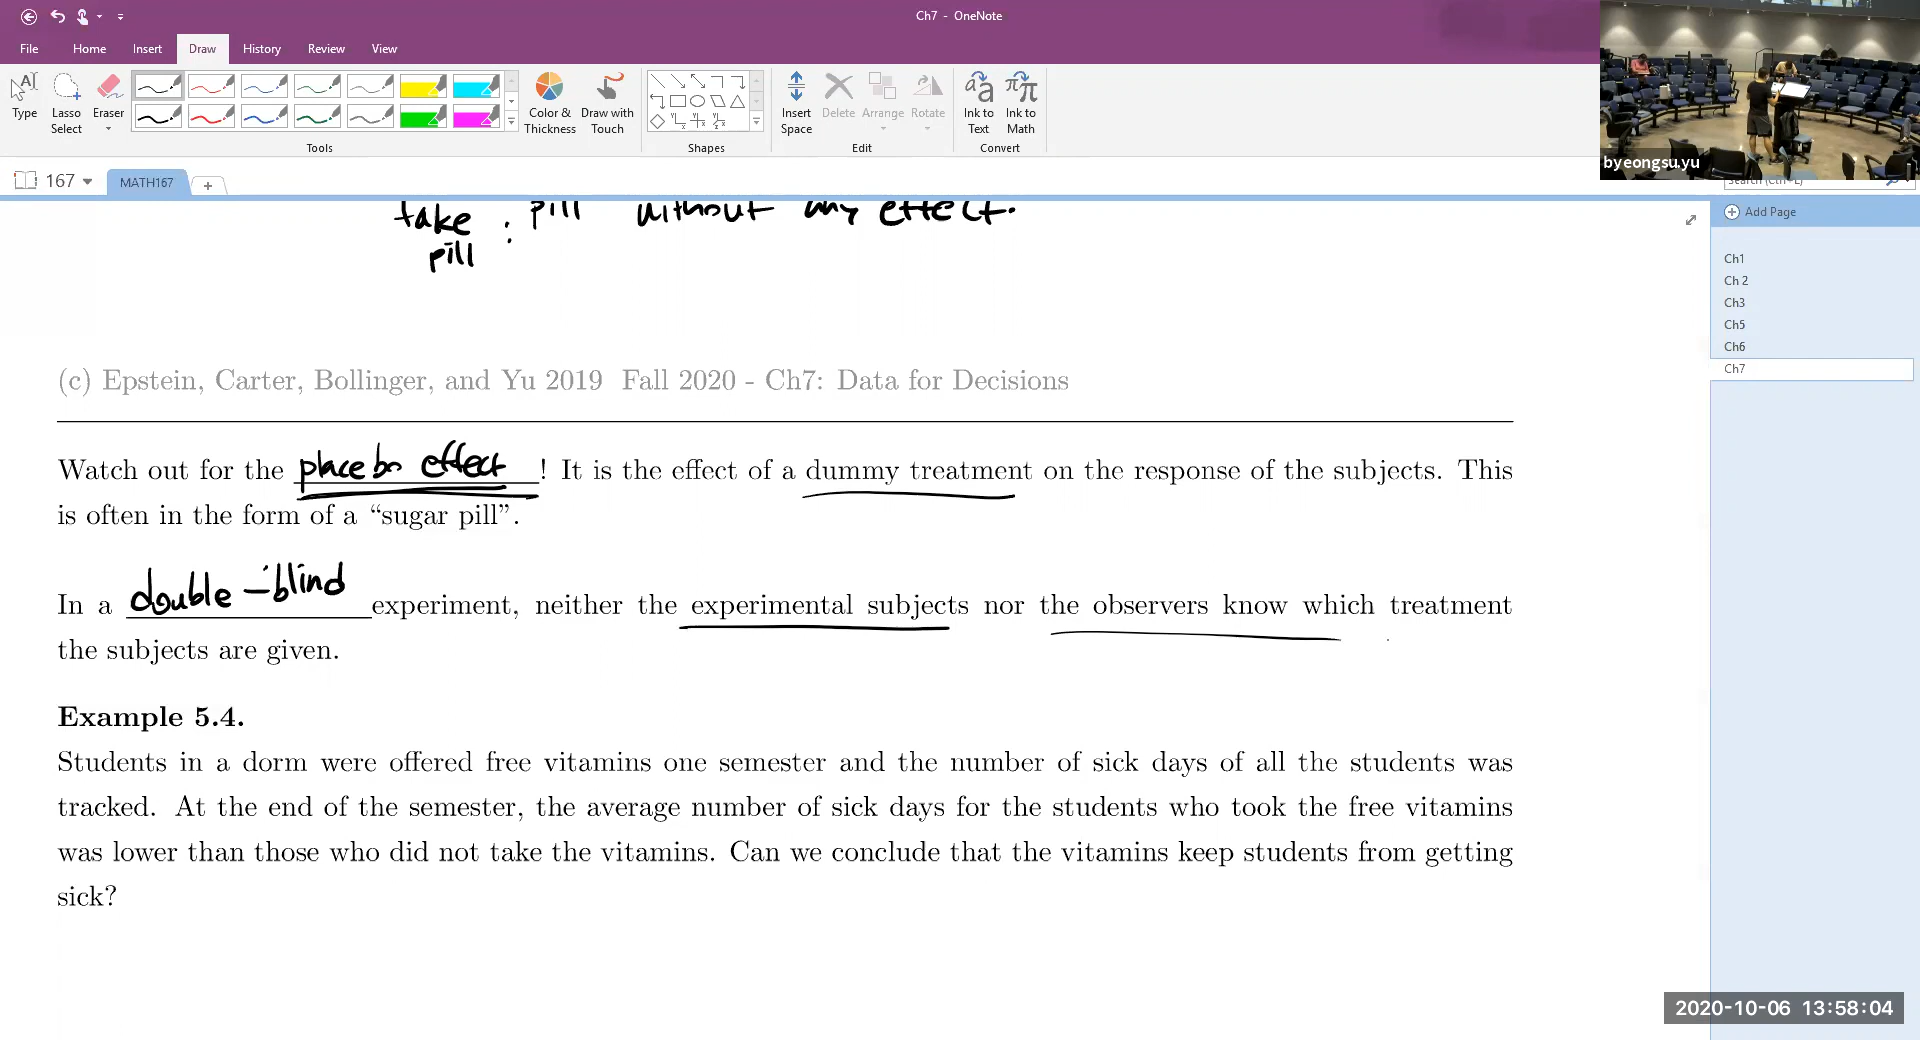 Ch7 - OneNote
File Home Insert Draw History Review View
Type Lasso Select Eraser Color & Thickness Draw with Touch Insert Space Delete Arrange Rotate Ink to Text Ink to Math
Tools Shapes Edit Convert
byeongsu.yu
167 MATH167
Search (Ctrl+E)
Add Page
Ch1
Ch 2
Ch3
Ch5
Ch6
Ch7
take : pill without any effect.
pill
(c) Epstein, Carter, Bollinger, and Yu 2019 Fall 2020 - Ch7: Data for Decisions
Watch out for the placebo effect! It is the effect of a dummy treatment on the response of the subjects. This
is often in the form of a “sugar pill”.
In a double-blind experiment, neither the experimental subjects nor the observers know which treatment
the subjects are given.
Example 5.4.
Students in a dorm were offered free vitamins one semester and the number of sick days of all the students was
tracked. At the end of the semester, the average number of sick days for the students who took the free vitamins
was lower than those who did not take the vitamins. Can we conclude that the vitamins keep students from getting
sick?
2020-10-06 13:58:04